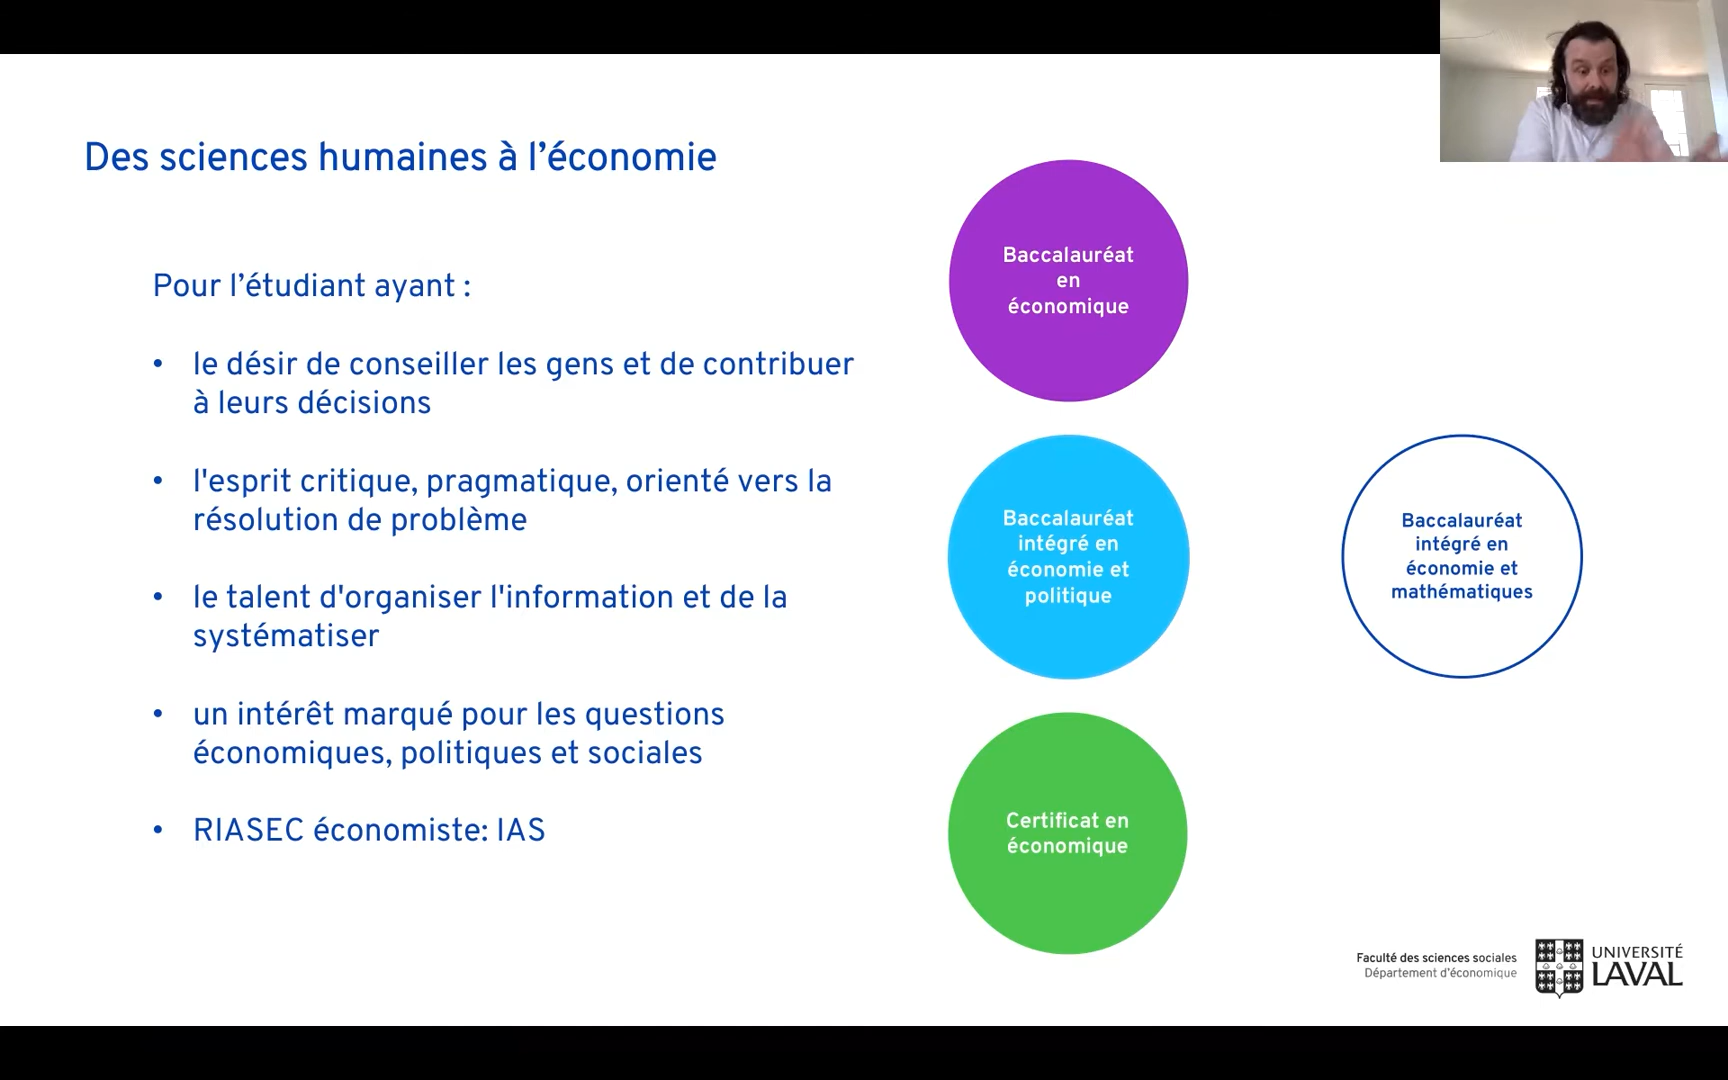 Des sciences humaines à l’économie
Pour l’étudiant ayant :
• le désir de conseiller les gens et de contribuer
à leurs décisions
• l'esprit critique, pragmatique, orienté vers la
résolution de problème
• le talent d'organiser l'information et de la
systématiser
• un intérêt marqué pour les questions
économiques, politiques et sociales
• RIASEC économiste: IAS
Baccalauréat
en
économique
Baccalauréat
intégré en
économie et
politique
Certificat en
économique
Baccalauréat
intégré en
économie et
mathématiques
Faculté des sciences sociales
Département d’économique
UNIVERSITÉ
LAVAL